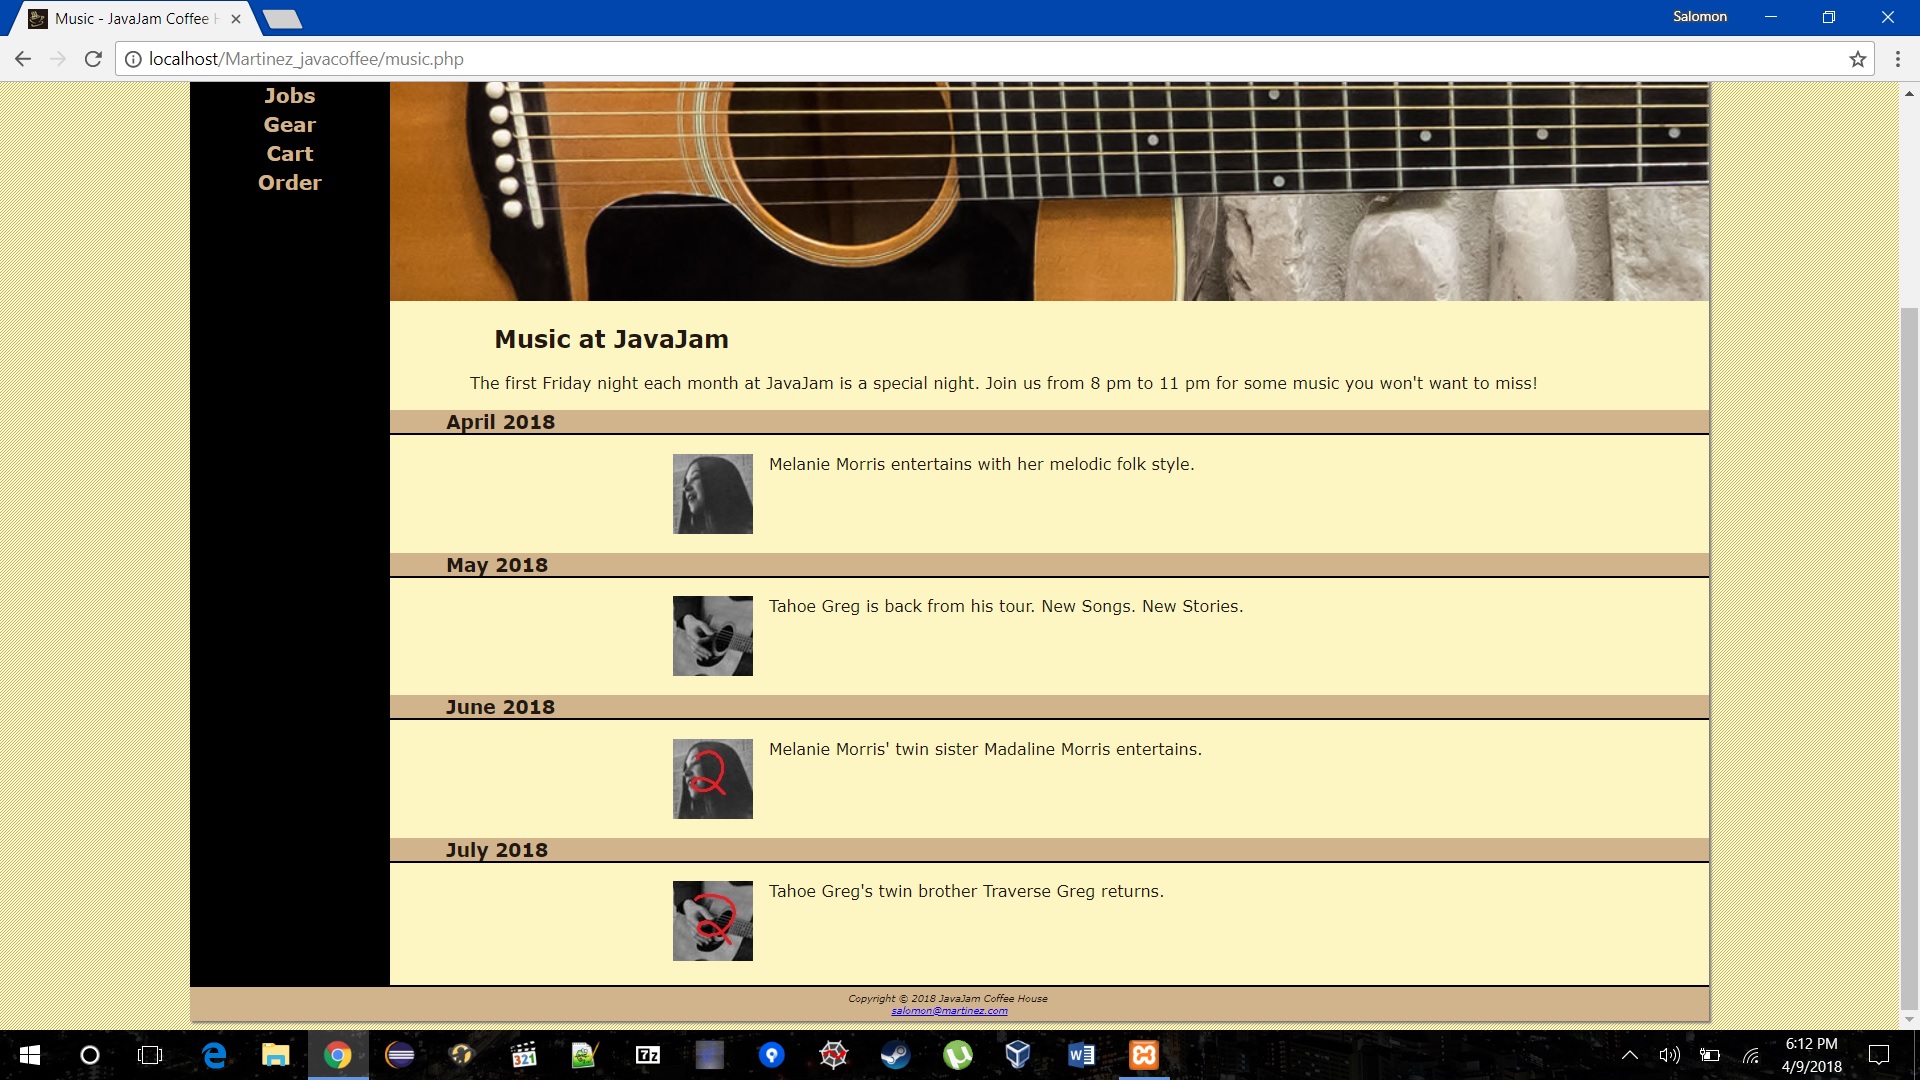 Music - JavaJam Coffee H
Salomon
localhost/Martinez_javacoffee/music.php
Jobs
Gear
Cart
Order
Music at JavaJam
The first Friday night each month at JavaJam is a special night. Join us from 8 pm to 11 pm for some music you won't want to miss!
April 2018
Melanie Morris entertains with her melodic folk style.
May 2018
Tahoe Greg is back from his tour. New Songs. New Stories.
June 2018
2
Melanie Morris' twin sister Madaline Morris entertains.
July 2018
2
Tahoe Greg's twin brother Traverse Greg returns.
Copyright © 2018 JavaJam Coffee House
salomon@martinez.com
321
7z
6:12 PM
4/9/2018